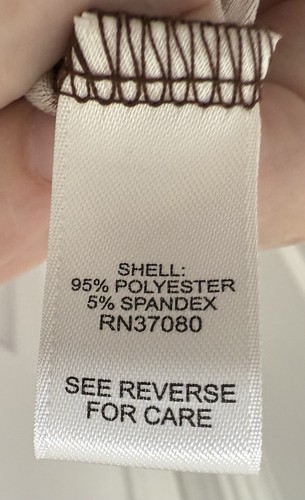 SHELL:
95% POLYESTER
5% SPANDEX
RN37080
SEE REVERSE
FOR CARE